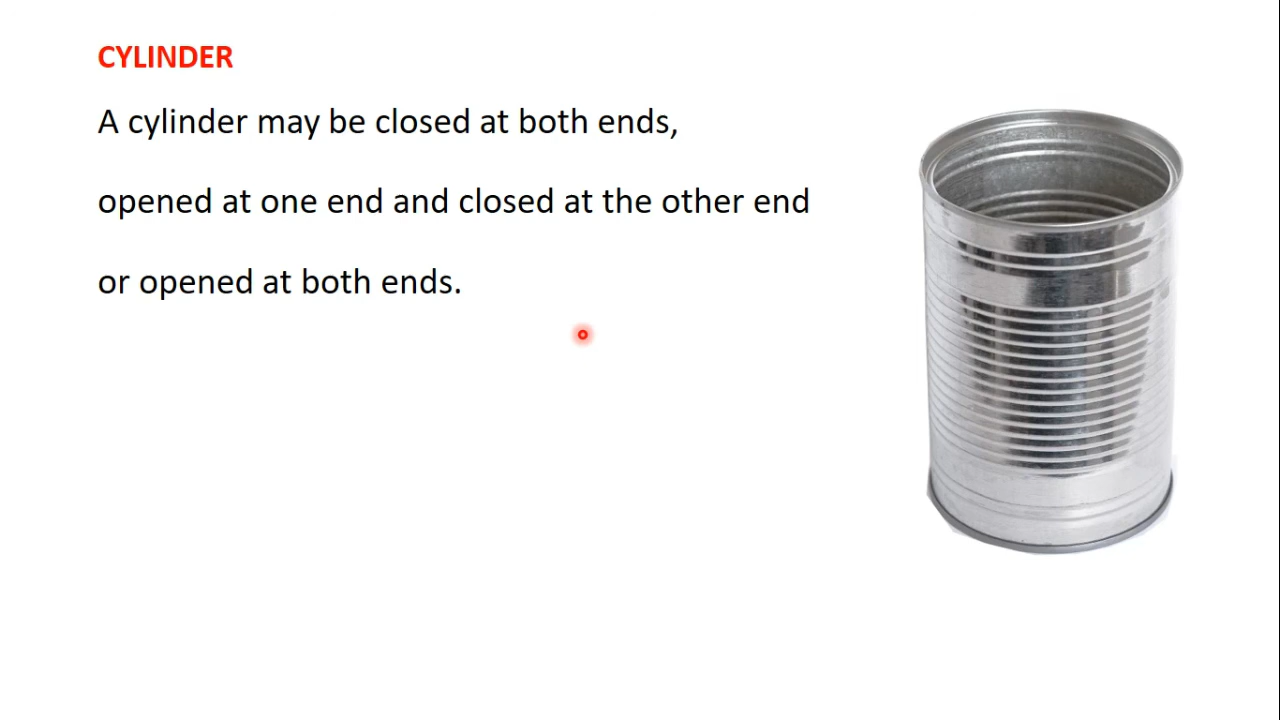 CYLINDER
A cylinder may be closed at both ends,
opened at one end and closed at the other end
or opened at both ends.